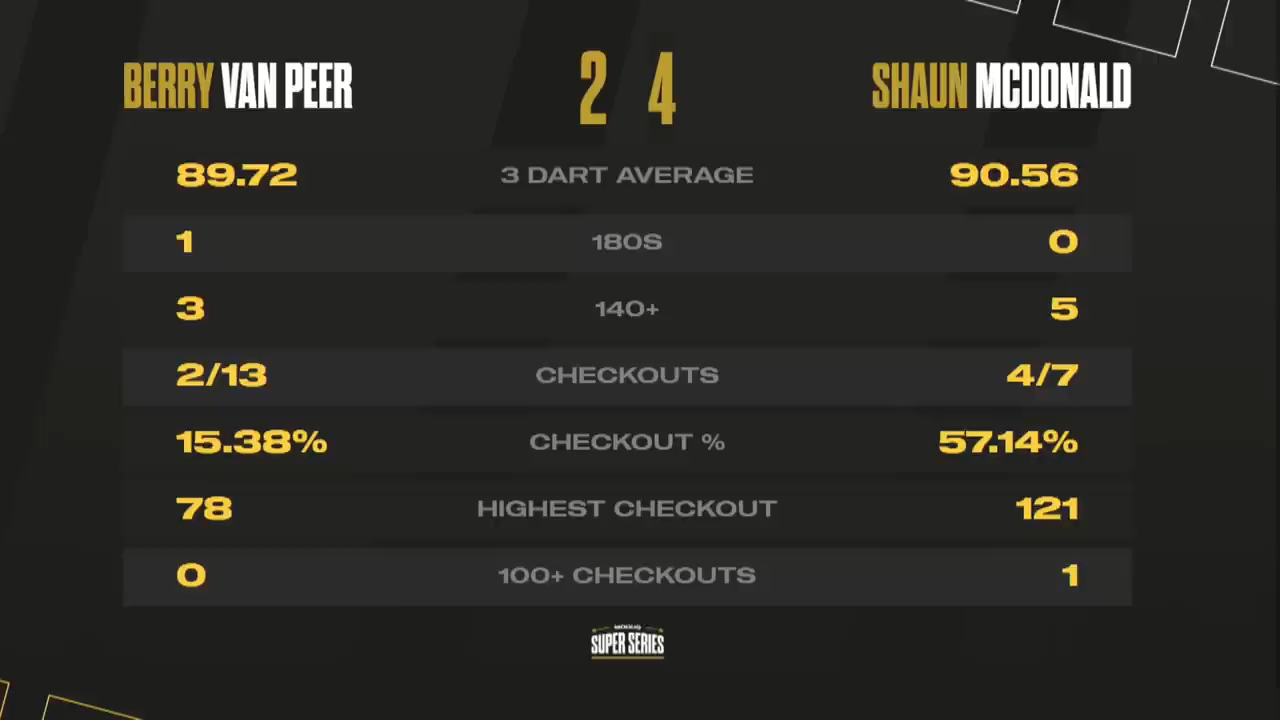 BERRY VAN PEER 2 4 SHAUN MCDONALD
89.72 3 DART AVERAGE 90.56
1 180S 0
3 140+ 5
2/13 CHECKOUTS 4/7
15.38% CHECKOUT % 57.14%
78 HIGHEST CHECKOUT 121
0 100+ CHECKOUTS 1
SUPER SERIES